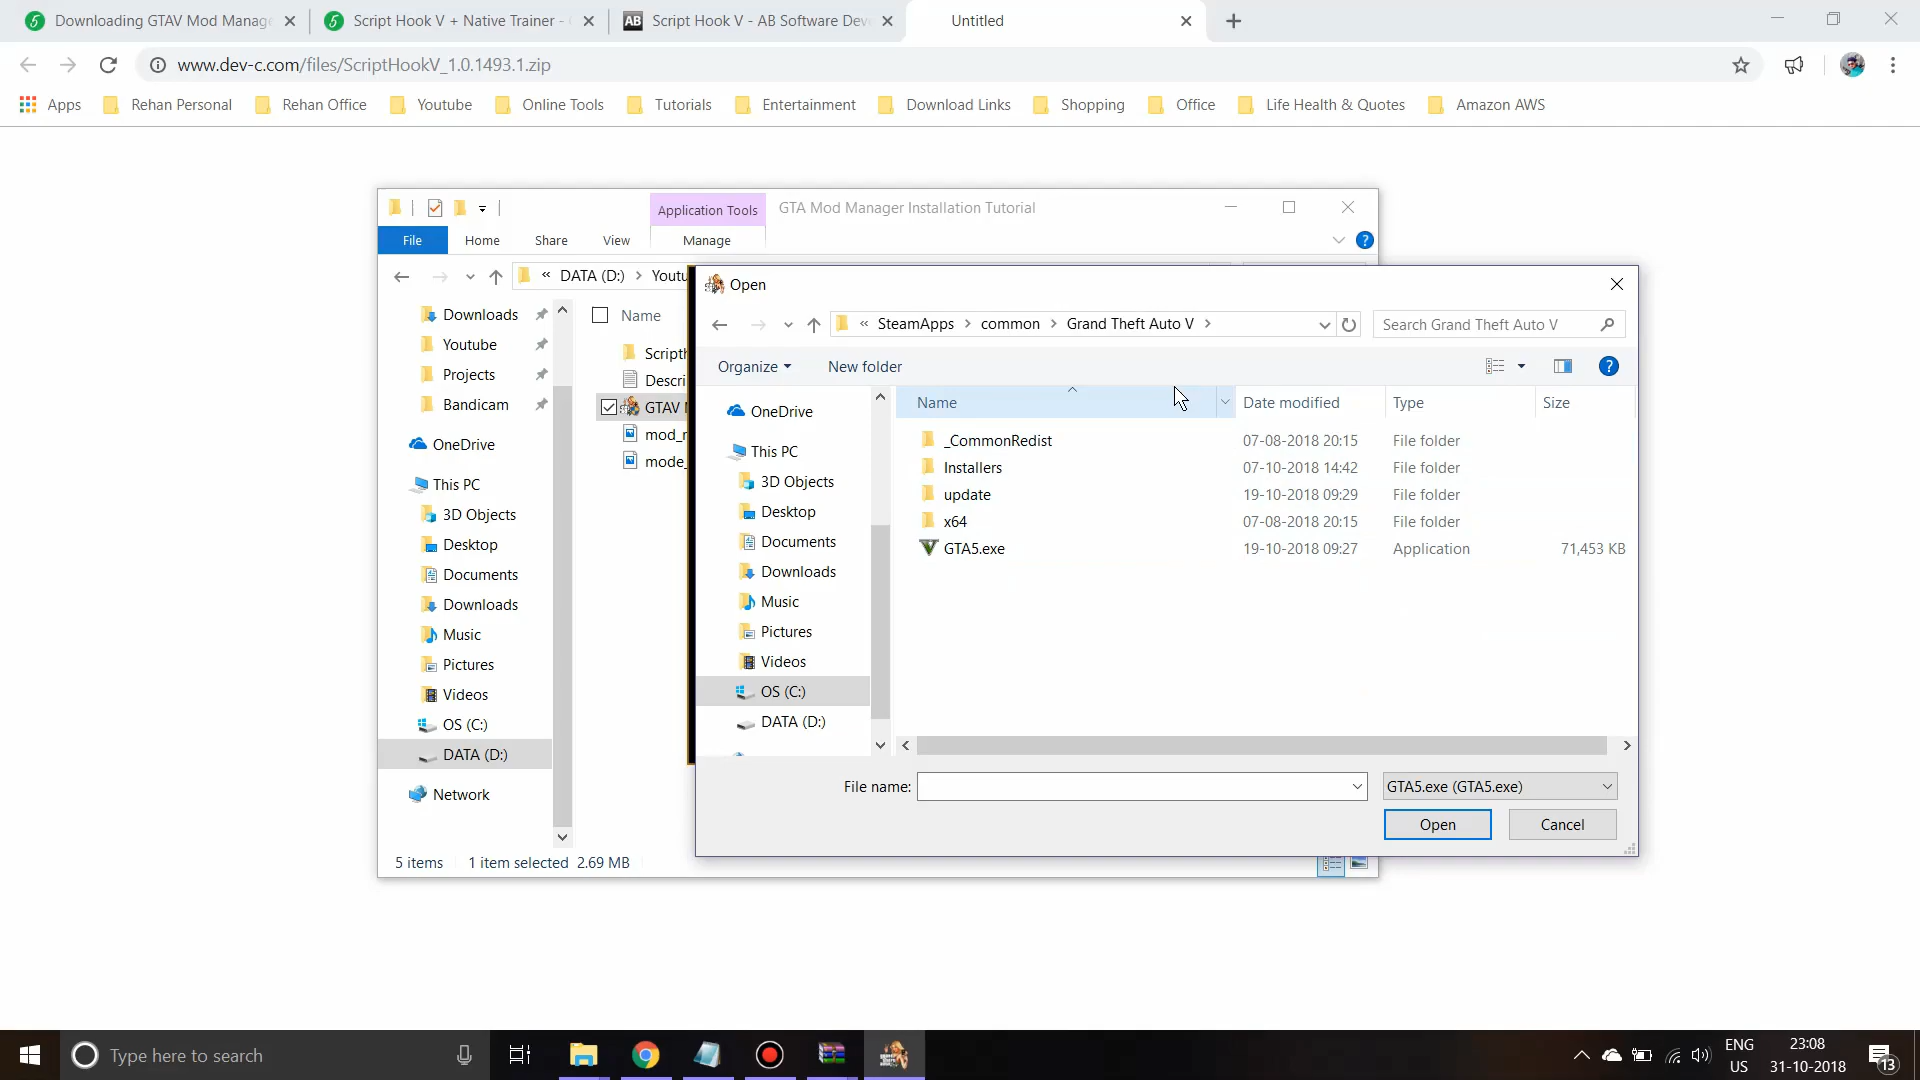 Downloading GTAV Mod Manage
Script Hook V + Native Trainer -
AB Script Hook V - AB Software Deve
Untitled
www.dev-c.com/files/ScriptHookV_1.0.1493.1.zip
Apps Rehan Personal Rehan Office Youtube Online Tools Tutorials Entertainment Download Links Shopping Office Life Health & Quotes Amazon AWS
Application Tools GTA Mod Manager Installation Tutorial
File Home Share View Manage
« DATA (D:) > Youtu
Downloads
Youtube
Projects
Bandicam
OneDrive
This PC
3D Objects
Desktop
Documents
Downloads
Music
Pictures
Videos
OS (C:)
DATA (D:)
Network
Name
Scripth
Descri
GTAV
mod_r
mode_
5 items 1 item selected 2.69 MB
Open
« SteamApps > common > Grand Theft Auto V >
Search Grand Theft Auto V
Organize New folder
OneDrive
This PC
3D Objects
Desktop
Documents
Downloads
Music
Pictures
Videos
OS (C:)
DATA (D:)
Name Date modified Type Size
_CommonRedist 07-08-2018 20:15 File folder
Installers 07-10-2018 14:42 File folder
update 19-10-2018 09:29 File folder
x64 07-08-2018 20:15 File folder
GTA5.exe 19-10-2018 09:27 Application 71,453 KB
File name: GTA5.exe (GTA5.exe)
Open Cancel
Type here to search
ENG
US
23:08
31-10-2018
13